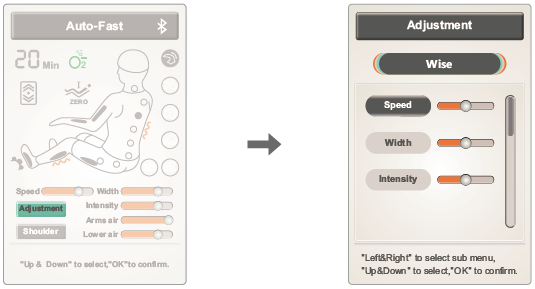 Auto-Fast
20 Min
O2
ZERO
Speed
Width
Adjustment
Intensity
Arms air
Shoulder
Lower air
"Up & Down" to select,"OK"to confirm.
Adjustment
Wise
Speed
Width
Intensity
"Left&Right" to select sub menu,
"Up&Down" to select,"OK" to confirm.